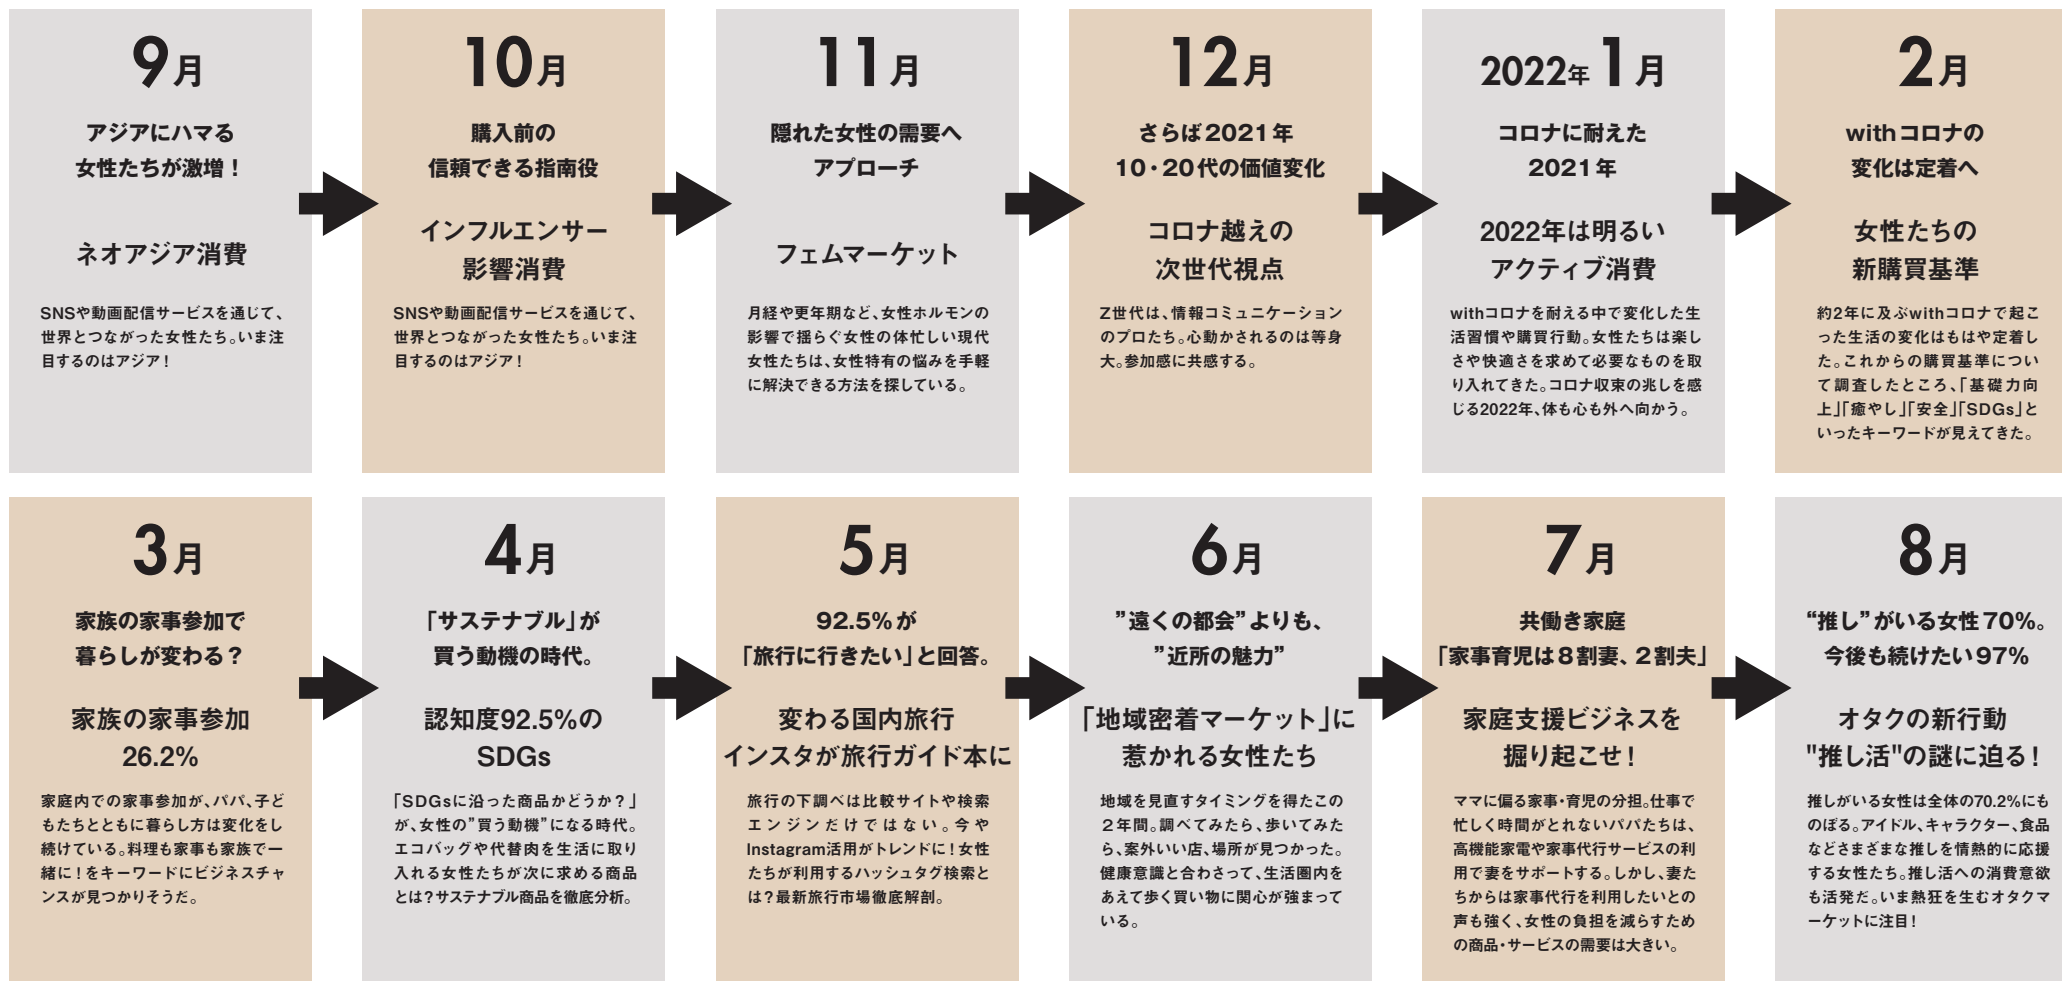 9月
アジアにハマる
女性たちが激増！
ネオアジア消費
SNSや動画配信サービスを通じて、
世界とつながった女性たち。いま注
目するのはアジア！
10月
購入前の
信頼できる指南役
インフルエンサー
影響消費
SNSや動画配信サービスを通じて、
世界とつながった女性たち。いま注
目するのはアジア！
11月
隠れた女性の需要へ
アプローチ
フェムマーケット
月経や更年期など、女性ホルモンの
影響で揺らぐ女性の体忙しい現代
女性たちは、女性特有の悩みを手軽
に解決できる方法を探している。
12月
さらば2021年
10・20代の価値変化
コロナ越えの
次世代視点
Z世代は、情報コミュニケーション
のプロたち。心動かされるのは等身
大。参加感に共感する。
2022年 1月
コロナに耐えた
2021年
2022年は明るい
アクティブ消費
withコロナを耐える中で変化した生
活習慣や購買行動。女性たちは楽し
さや快適さを求めて必要なものを取
り入れてきた。コロナ収束の兆しを感
じる2022年、体も心も外へ向かう。
2月
withコロナの
変化は定着へ
女性たちの
新購買基準
約2年に及ぶwithコロナで起こ
った生活の変化はもはや定着し
た。これからの購買基準につい
て調査したところ、「基礎力向
上」「癒やし」「安全」「SDGs」と
いったキーワードが見えてきた。
3月
家族の家事参加で
暮らしが変わる？
家族の家事参加
26.2%
家庭内での家事参加が、パパ、子ど
もたちとともに暮らし方は変化をし
続けている。料理も家事も家族で一
緒に！をキーワードにビジネスチャ
ンスが見つかりそうだ。
4月
「サステナブル」が
買う動機の時代。
認知度92.5%の
SDGs
「SDGsに沿った商品かどうか？」
が、女性の”買う動機”になる時代。
エコバッグや代替肉を生活に取り
入れる女性たちが次に求める商品
とは？サステナブル商品を徹底分析。
5月
92.5%が
「旅行に行きたい」と回答。
変わる国内旅行
インスタが旅行ガイド本に
旅行の下調べは比較サイトや検索
エンジンだけではない。今や
Instagram活用がトレンドに！女性
たちが利用するハッシュタグ検索と
は？最新旅行市場徹底解剖。
6月
”遠くの都会”よりも、
”近所の魅力”
「地域密着マーケット」に
惹かれる女性たち
地域を見直すタイミングを得たこの
２年間。調べてみたら、歩いてみた
ら、案外いい店、場所が見つかった。
健康意識と合わさって、生活圏内を
あえて歩く買い物に関心が強まって
いる。
7月
共働き家庭
「家事育児は８割妻、２割夫」
家庭支援ビジネスを
掘り起こせ！
ママに偏る家事・育児の分担。仕事で
忙しく時間がとれないパパたちは、
高機能家電や家事代行サービスの利
用で妻をサポートする。しかし、妻た
ちからは家事代行を利用したいとの
声も強く、女性の負担を減らすため
の商品・サービスの需要は大きい。
8月
“推し”がいる女性70%。
今後も続けたい97%
オタクの新行動
"推し活"の謎に迫る！
推しがいる女性は全体の70.2%にも
のぼる。アイドル、キャラクター、食品
などさまざまな推しを情熱的に応援
する女性たち。推し活への消費意欲
も活発だ。いま熱狂を生むオタクマ
ーケットに注目！